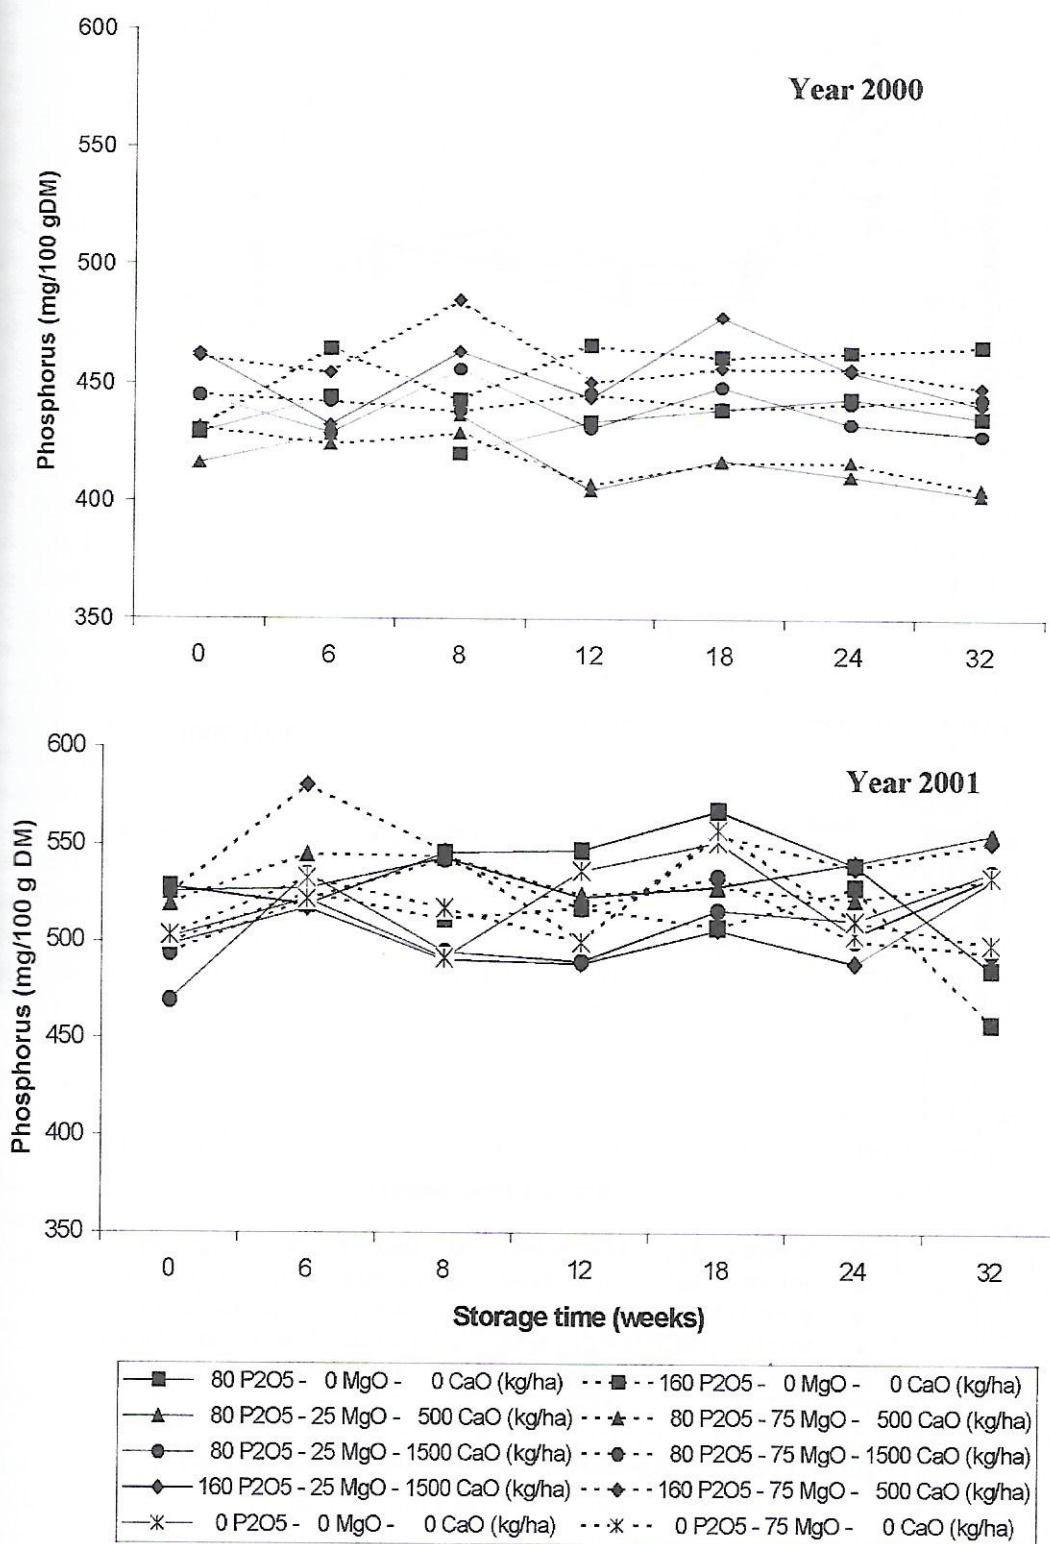 600
Year 2000
550
500
450
400
350
Phosphorus (mg/100 gDM)
0 6 8 12 18 24 32
600
Year 2001
550
500
450
400
350
Phosphorus (mg/100 g DM)
0 6 8 12 18 24 32
Storage time (weeks)
80 P2O5 - 0 MgO - 0 CaO (kg/ha) 160 P2O5 - 0 MgO - 0 CaO (kg/ha)
80 P2O5 - 25 MgO - 500 CaO (kg/ha) 80 P2O5 - 75 MgO - 500 CaO (kg/ha)
80 P2O5 - 25 MgO - 1500 CaO (kg/ha) 80 P2O5 - 75 MgO - 1500 CaO (kg/ha)
160 P2O5 - 25 MgO - 1500 CaO (kg/ha) 160 P2O5 - 75 MgO - 500 CaO (kg/ha)
0 P2O5 - 0 MgO - 0 CaO (kg/ha) 0 P2O5 - 75 MgO - 0 CaO (kg/ha)